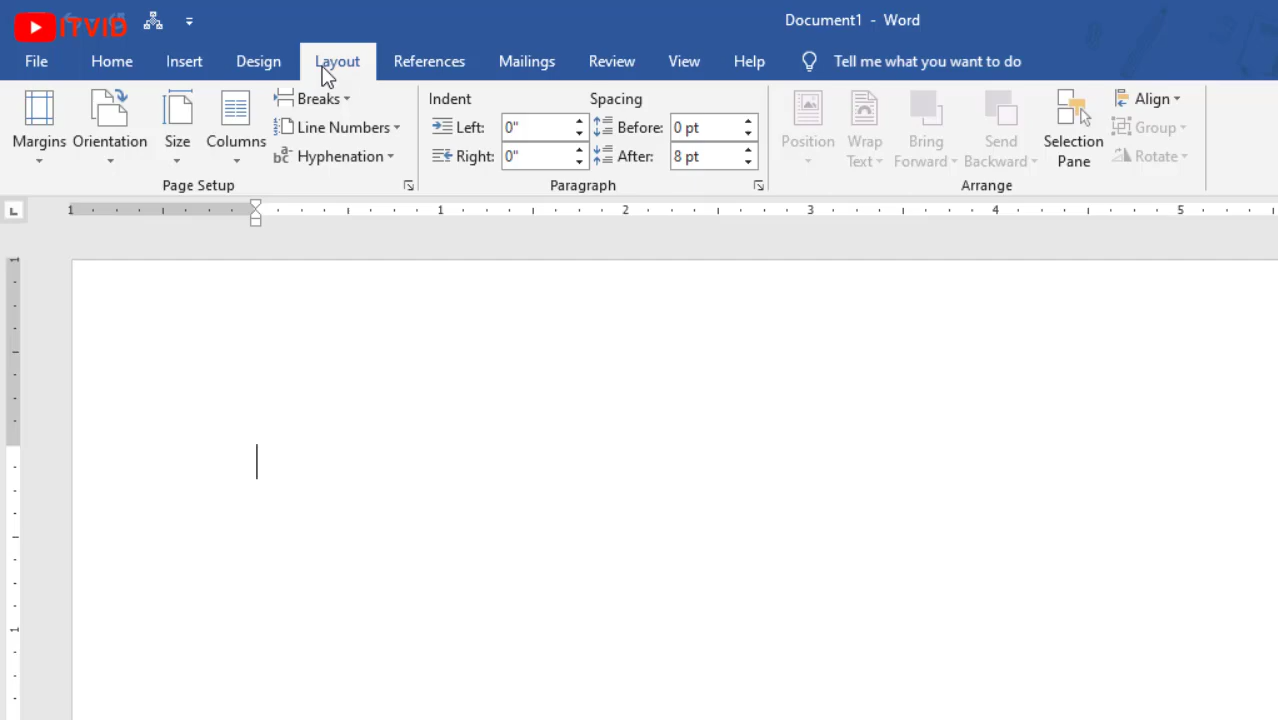 ITVID
Document1 - Word
File Home Insert Design Layout References Mailings Review View Help Tell me what you want to do
Margins Orientation Size Columns
Breaks
Line Numbers
Hyphenation
Page Setup
Indent Spacing
Left: 0" Before: 0 pt
Right: 0" After: 8 pt
Paragraph
Position Wrap Text Bring Forward Send Backward Selection Pane
Align
Group
Rotate
Arrange
1 1 2 3 4 5
1
1